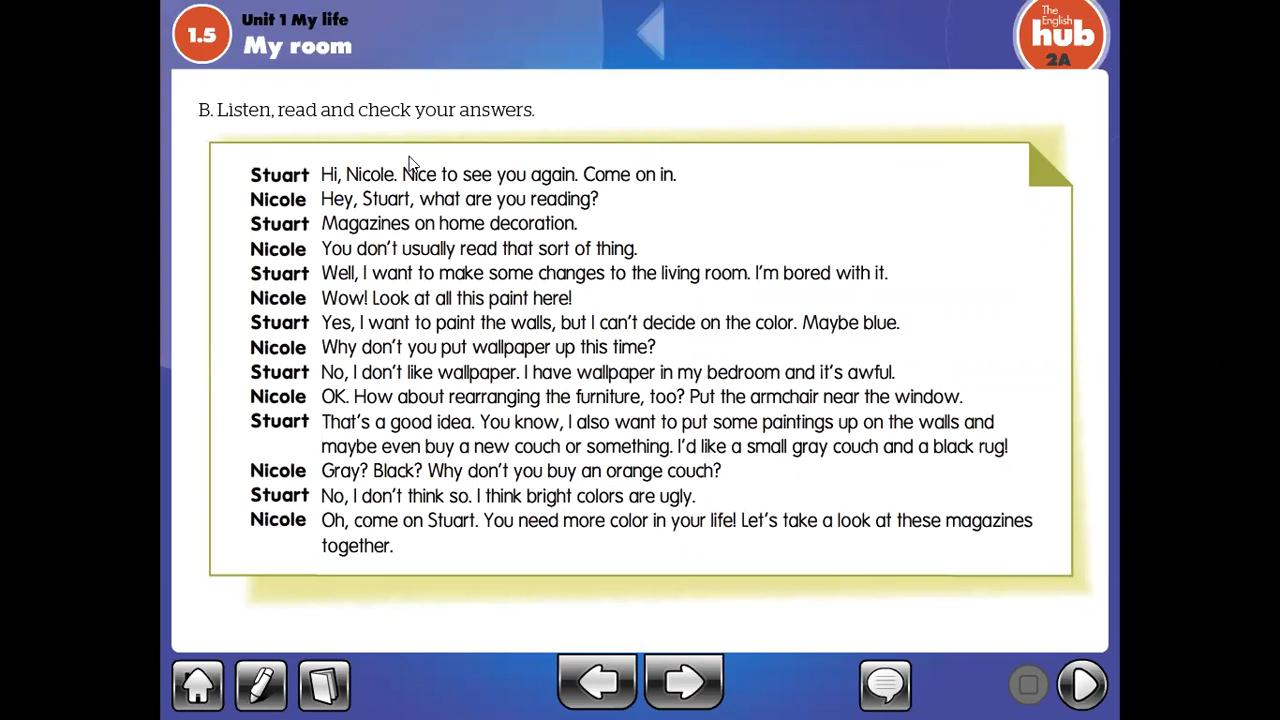 1.5
Unit 1 My life
My room
The
English
hub
2A
B. Listen, read and check your answers.
Stuart Hi, Nicole. Nice to see you again. Come on in.
Nicole Hey, Stuart, what are you reading?
Stuart Magazines on home decoration.
Nicole You don't usually read that sort of thing.
Stuart Well, I want to make some changes to the living room. I'm bored with it.
Nicole Wow! Look at all this paint here!
Stuart Yes, I want to paint the walls, but I can't decide on the color. Maybe blue.
Nicole Why don't you put wallpaper up this time?
Stuart No, I don't like wallpaper. I have wallpaper in my bedroom and it's awful.
Nicole OK. How about rearranging the furniture, too? Put the armchair near the window.
Stuart That's a good idea. You know, I also want to put some paintings up on the walls and
maybe even buy a new couch or something. I'd like a small gray couch and a black rug!
Nicole Gray? Black? Why don't you buy an orange couch?
Stuart No, I don't think so. I think bright colors are ugly.
Nicole Oh, come on Stuart. You need more color in your life! Let's take a look at these magazines
together.